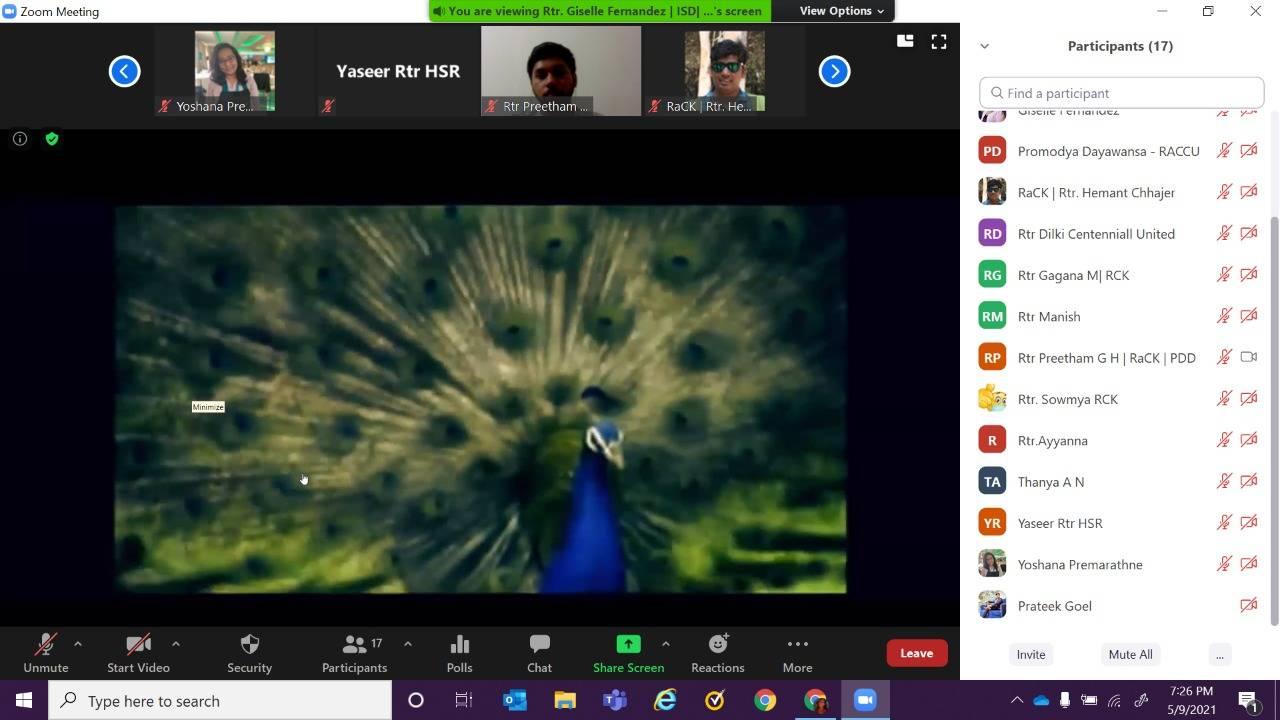 Zoom Meeting
You are viewing Rtr. Giselle Fernandez | ISD| ...'s screen
View Options
Yoshana Pre...
Yaseer Rtr HSR
Rtr Preetham ...
RaCK | Rtr. He...
Minimize
Unmute
Start Video
Security
17
Participants
Polls
Chat
Share Screen
Reactions
More
Leave
Participants (17)
Find a participant
Giselle Fernandez
PD Promodya Dayawansa - RACCU
RaCK | Rtr. Hemant Chhajer
RD Rtr Dilki Centenniall United
RG Rtr Gagana M| RCK
RM Rtr Manish
RP Rtr Preetham G H | RaCK | PDD
Rtr. Sowmya RCK
R Rtr.Ayyanna
TA Thanya A N
YR Yaseer Rtr HSR
Yoshana Premarathne
Prateek Goel
Invite
Mute All
...
Type here to search
7:26 PM
5/9/2021
1